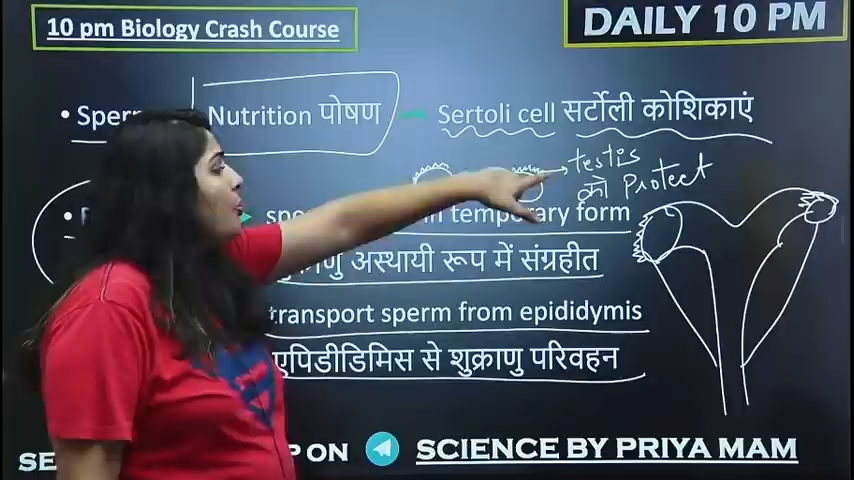 10 pm Biology Crash Course
DAILY 10 PM
• Sperm Nutrition पोषण Sertoli cell सर्टोली कोशिकाएं
testis
को Protect
temporary form
अस्थायी रूप में संग्रहीत
transport sperm from epididymis
एपिडीडिमिस से शुक्राणु परिवहन
ON
SCIENCE BY PRIYA MAM